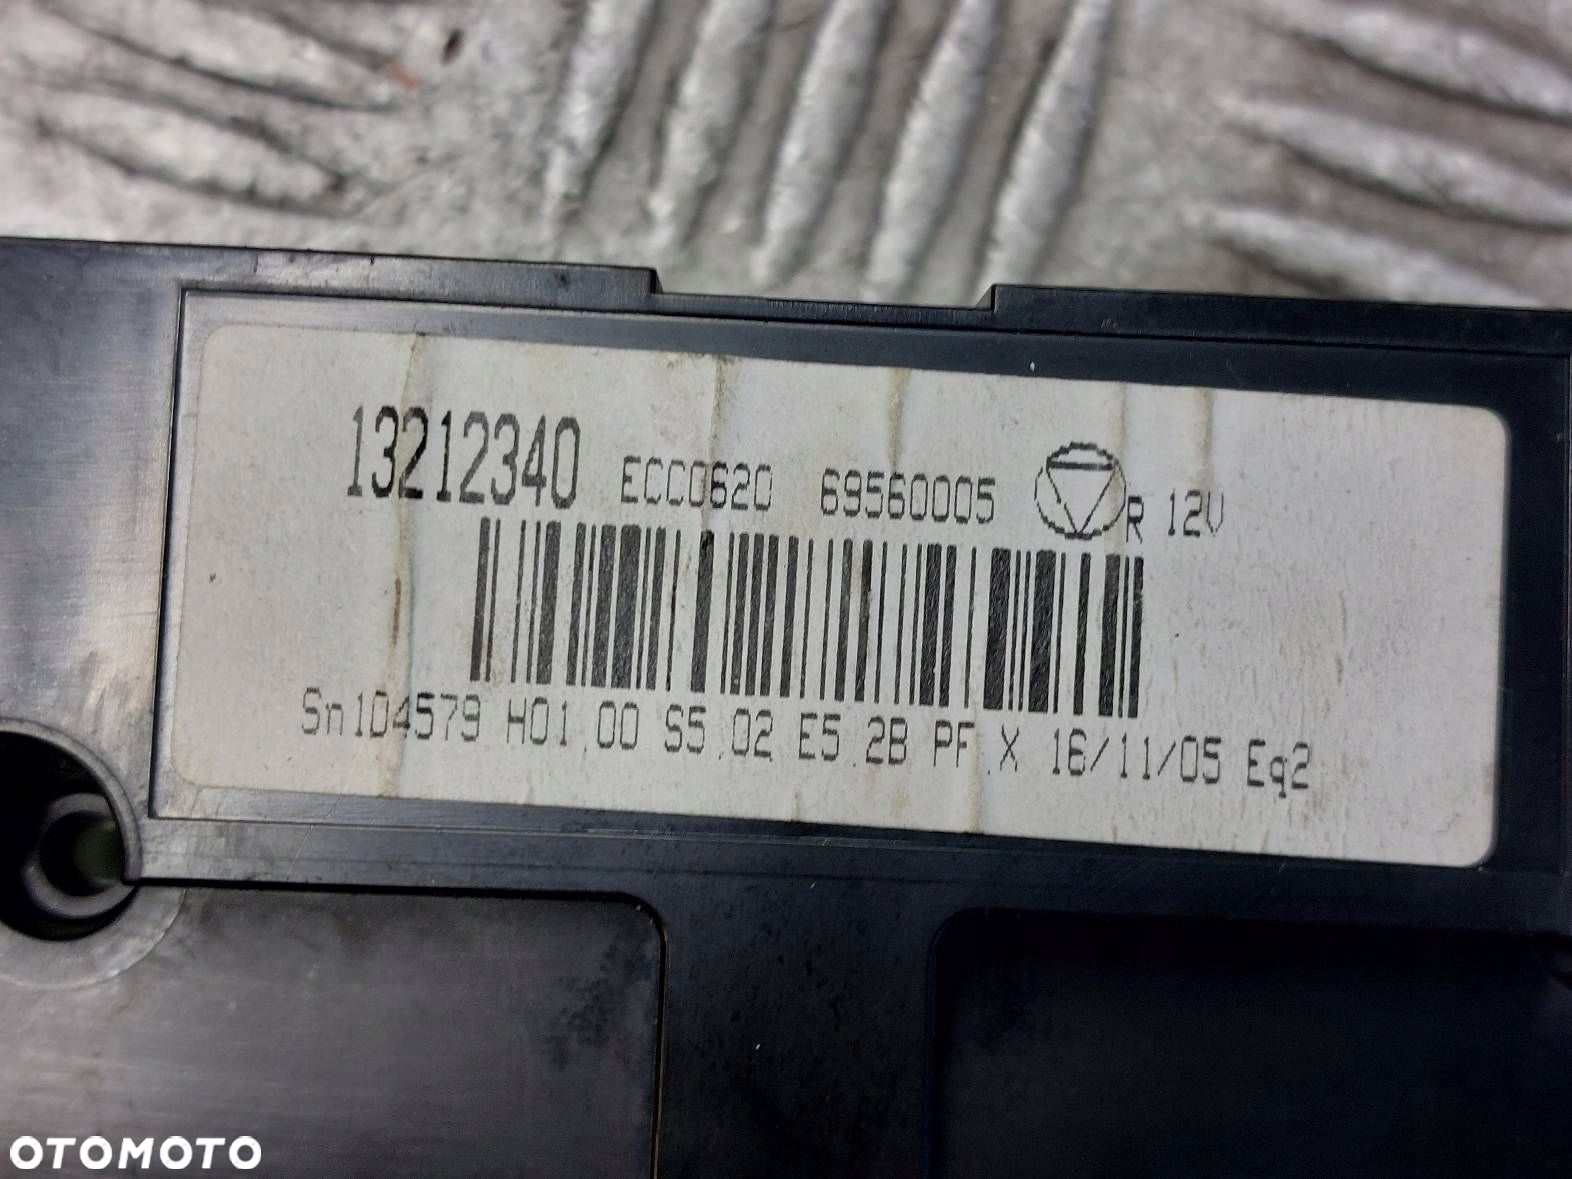 13212340 ECC0620 69560005 R 12V
Sn104579 H01.00 S5.02 E5.2B PF.X 16/11/05 Eq2
OTOMOTO